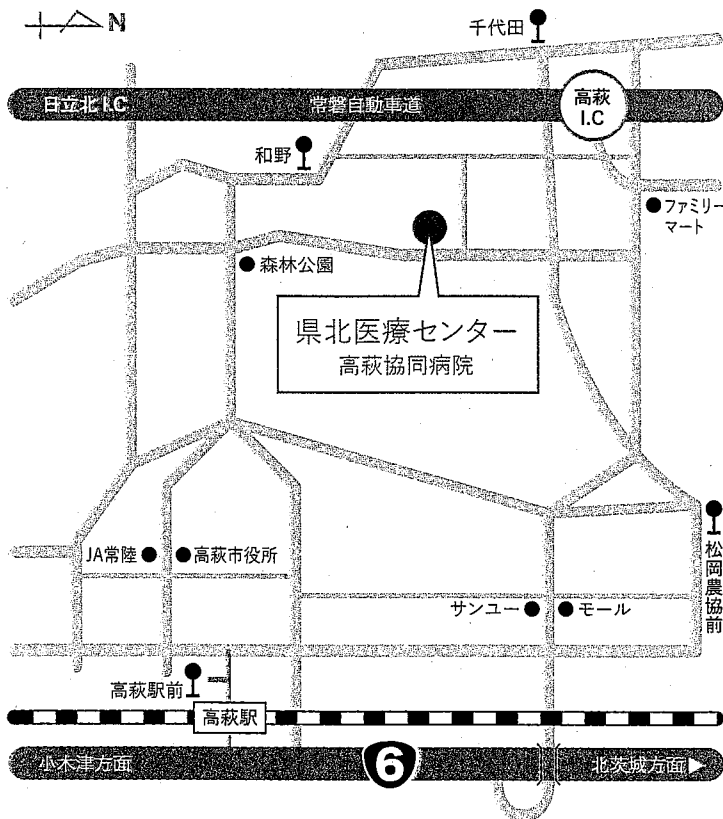 N
千代田
日立北I.C
常磐自動車道
高萩
I.C
和野
ファミリー
マート
森林公園
県北医療センター
高萩協同病院
JA常陸
高萩市役所
松岡農協前
サンユー
モール
高萩駅前
高萩駅
小木津方面
6
北茨城方面▶